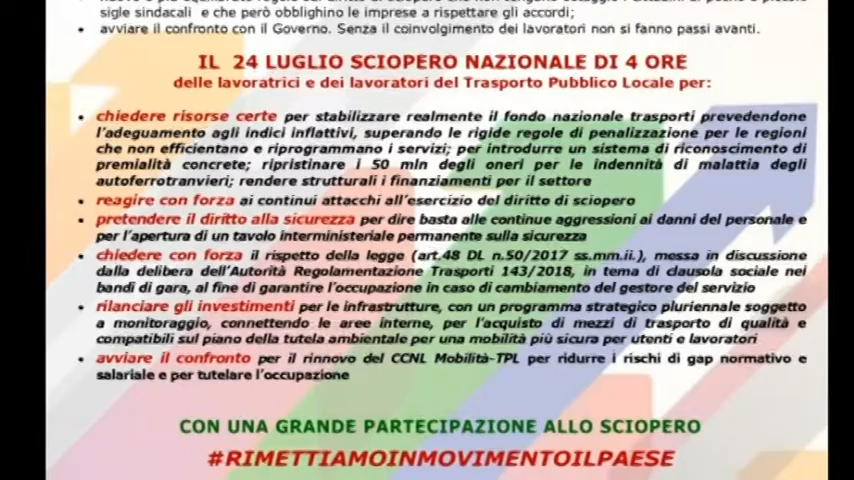 sigle sindacali e che però obblighino le imprese a rispettare gli accordi;
• avviare il confronto con il Governo. Senza il coinvolgimento dei lavoratori non si fanno passi avanti.
IL 24 LUGLIO SCIOPERO NAZIONALE DI 4 ORE
delle lavoratrici e dei lavoratori del Trasporto Pubblico Locale per:
• chiedere risorse certe per stabilizzare realmente il fondo nazionale trasporti prevedendone
l'adeguamento agli indici inflattivi, superando le rigide regole di penalizzazione per le regioni
che non efficientano e riprogrammano i servizi; per introdurre un sistema di riconoscimento di
premialità concrete; ripristinare i 50 mln degli oneri per le indennità di malattia degli
autoferrotranvieri; rendere strutturali i finanziamenti per il settore
• reagire con forza ai continui attacchi all'esercizio del diritto di sciopero
• pretendere il diritto alla sicurezza per dire basta alle continue aggressioni ai danni del personale e
per l'apertura di un tavolo interministeriale permanente sulla sicurezza
• chiedere con forza il rispetto della legge (art.48 DL n.50/2017 ss.mm.ii.), messa in discussione
dalla delibera dell'Autorità Regolamentazione Trasporti 143/2018, in tema di clausola sociale nei
bandi di gara, al fine di garantire l'occupazione in caso di cambiamento del gestore del servizio
• rilanciare gli investimenti per le infrastrutture, con un programma strategico pluriennale soggetto
a monitoraggio, connettendo le aree interne, per l'acquisto di mezzi di trasporto di qualità e
compatibili sul piano della tutela ambientale per una mobilità più sicura per utenti e lavoratori
• avviare il confronto per il rinnovo del CCNL Mobilità-TPL per ridurre i rischi di gap normativo e
salariale e per tutelare l'occupazione
CON UNA GRANDE PARTECIPAZIONE ALLO SCIOPERO
#RIMETTIAMOINMOVIMENTOILPAESE